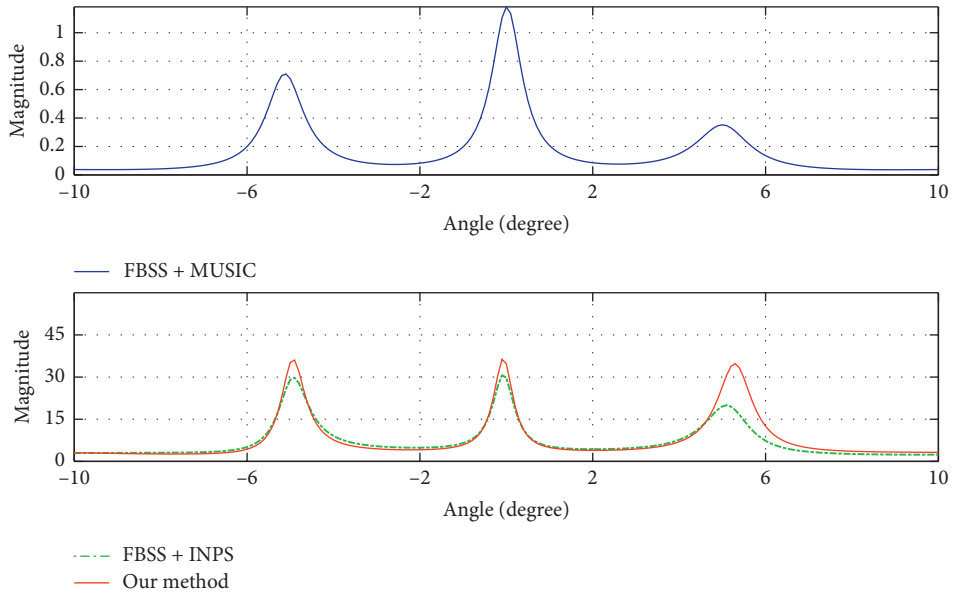 1
0.8
0.6
0.4
0.2
0
Magnitude
−10 −6 −2 2 6 10
Angle (degree)
FBSS + MUSIC
45
30
15
0
Magnitude
−10 −6 −2 2 6 10
Angle (degree)
FBSS + INPS
Our method